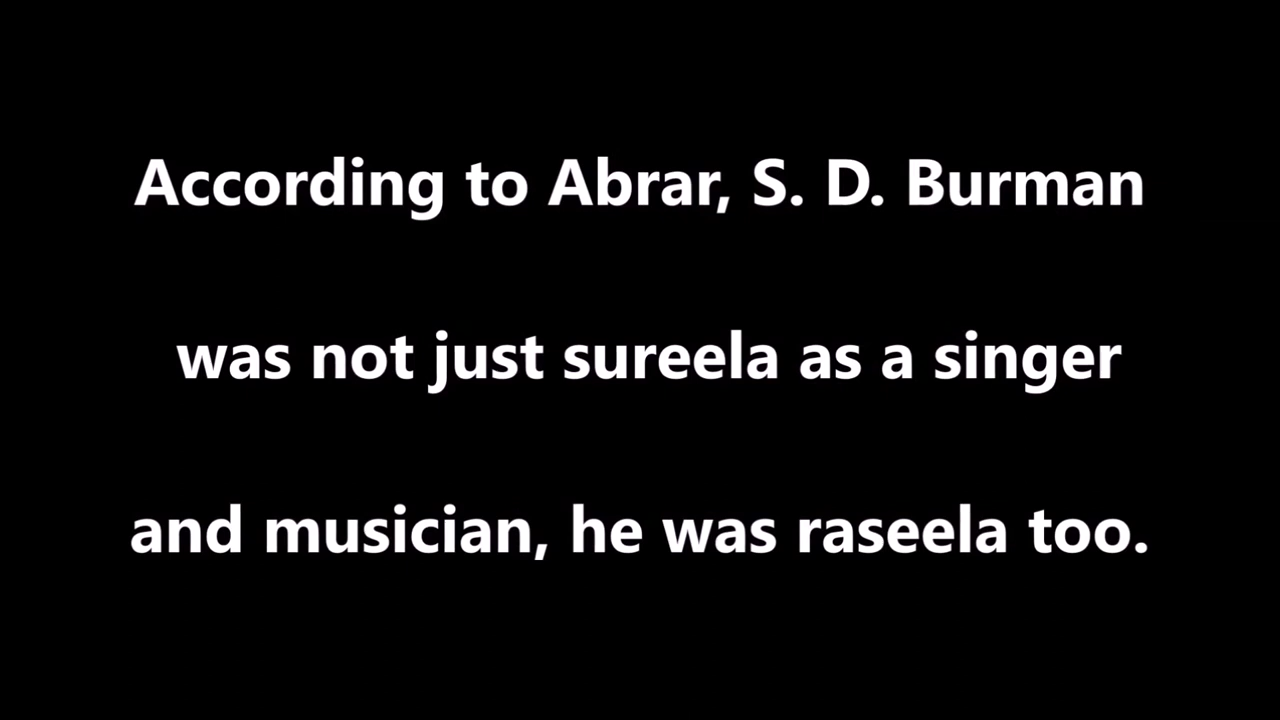 According to Abrar, S. D. Burman
was not just sureela as a singer
and musician, he was raseela too.